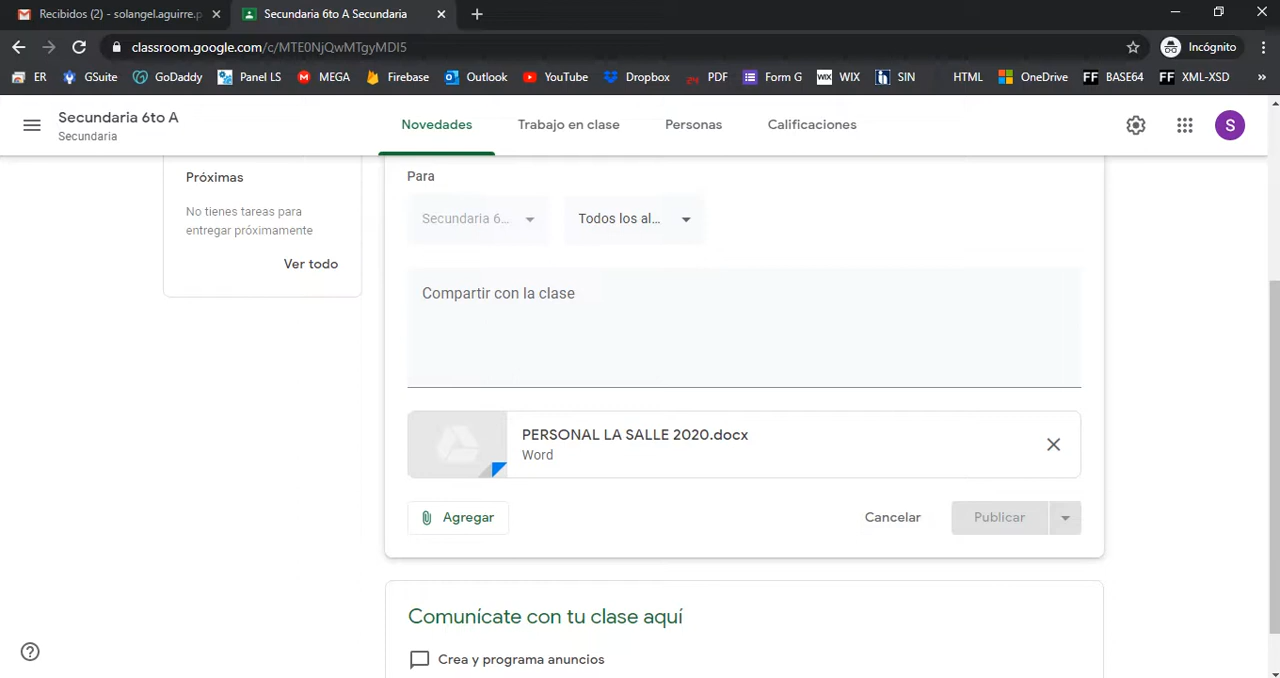 Recibidos (2) - solangel.aguirre.p
Secundaria 6to A Secundaria
classroom.google.com/c/MTE0NjQwMTgyMDI5
Incógnito
ER
GSuite
GoDaddy
Panel LS
MEGA
Firebase
Outlook
YouTube
Dropbox
24
PDF
Form G
WIX
WIX
SIN
HTML
OneDrive
FF
BASE64
FF
XML-XSD
»
Secundaria 6to A
Secundaria
Novedades
Trabajo en clase
Personas
Calificaciones
S
Próximas
No tienes tareas para
entregar próximamente
Ver todo
Para
Secundaria 6...
Todos los al...
Compartir con la clase
PERSONAL LA SALLE 2020.docx
Word
Agregar
Cancelar
Publicar
Comunícate con tu clase aquí
Crea y programa anuncios